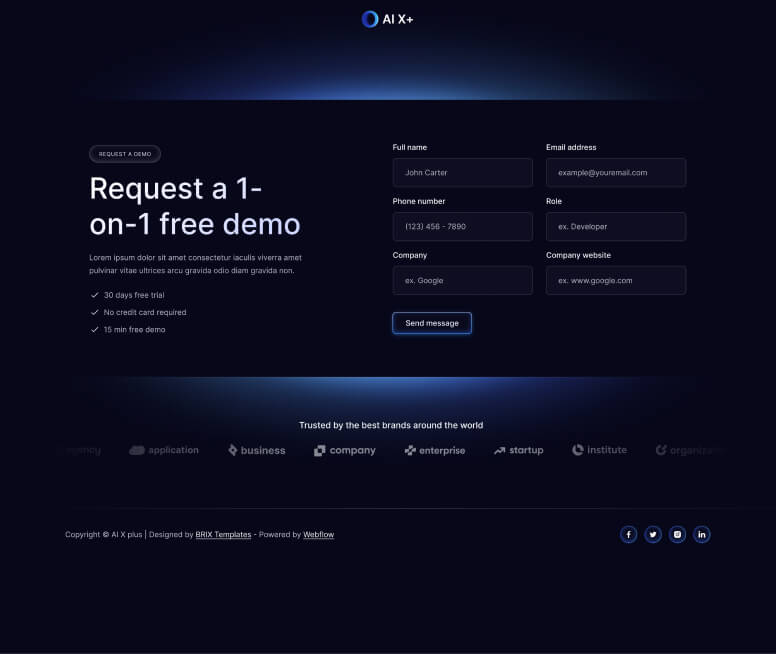 AI X+
REQUEST A DEMO
Request a 1-
on-1 free demo
Lorem ipsum dolor sit amet consectetur iaculis viverra amet
pulvinar vitae ultrices arcu gravida odio diam gravida non.
30 days free trial
No credit card required
15 min free demo
Full name
Email address
John Carter
example@youremail.com
Phone number
Role
(123) 456 - 7890
ex. Developer
Company
Company website
ex. Google
ex. www.google.com
Send message
Trusted by the best brands around the world
application
business
company
enterprise
startup
institute
Copyright © AI X plus | Designed by BRIX Templates - Powered by Webflow